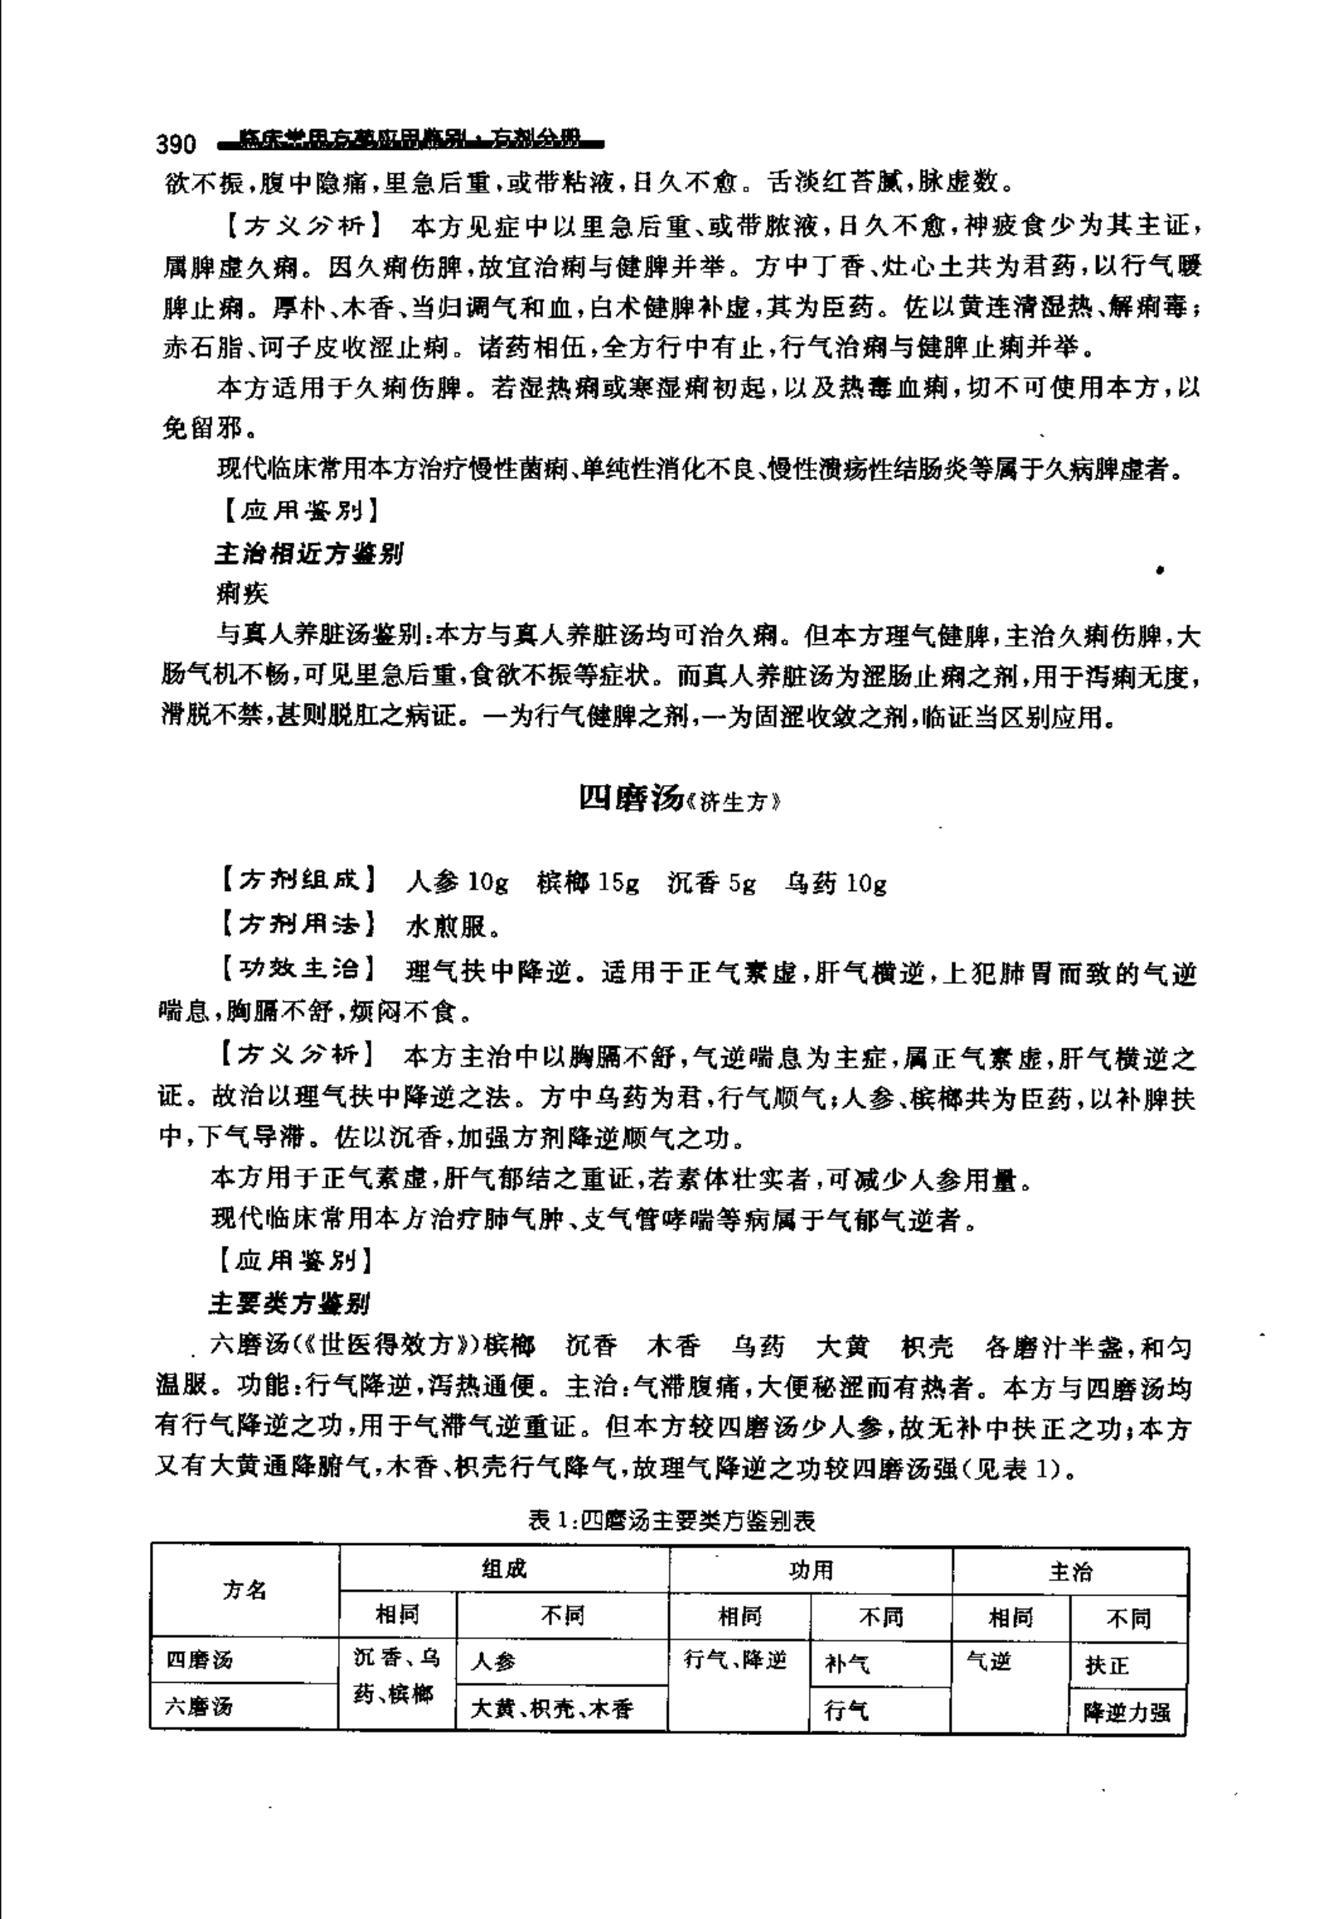 390 临床常用方药应用鉴别·方剂分册
欲不振,腹中隐痛,里急后重,或带粘液,日久不愈。舌淡红苔腻,脉虚数。
【方义分析】 本方见症中以里急后重、或带脓液,日久不愈,神疲食少为其主证,
属脾虚久痢。因久痢伤脾,故宜治痢与健脾并举。方中丁香、灶心土共为君药,以行气暖
脾止痢。厚朴、木香、当归调气和血,白术健脾补虚,其为臣药。佐以黄连清湿热、解痢毒;
赤石脂、诃子皮收涩止痢。诸药相伍,全方行中有止,行气治痢与健脾止痢并举。
本方适用于久痢伤脾。若湿热痢或寒湿痢初起,以及热毒血痢,切不可使用本方,以
免留邪。
现代临床常用本方治疗慢性菌痢、单纯性消化不良、慢性溃疡性结肠炎等属于久病脾虚者。
【应用鉴别】
主治相近方鉴别
痢疾
与真人养脏汤鉴别:本方与真人养脏汤均可治久痢。但本方理气健脾,主治久痢伤脾,大
肠气机不畅,可见里急后重,食欲不振等症状。而真人养脏汤为涩肠止痢之剂,用于泻痢无度,
滑脱不禁,甚则脱肛之病证。一为行气健脾之剂,一为固涩收敛之剂,临证当区别应用。
四磨汤《济生方》
【方剂组成】 人参 10g 槟榔 15g 沉香 5g 乌药 10g
【方剂用法】 水煎服。
【功效主治】 理气扶中降逆。适用于正气素虚,肝气横逆,上犯肺胃而致的气逆
喘息,胸膈不舒,烦闷不食。
【方义分析】 本方主治中以胸膈不舒,气逆喘息为主症,属正气素虚,肝气横逆之
证。故治以理气扶中降逆之法。方中乌药为君,行气顺气;人参、槟榔共为臣药,以补脾扶
中,下气导滞。佐以沉香,加强方剂降逆顺气之功。
本方用于正气素虚,肝气郁结之重证,若素体壮实者,可减少人参用量。
现代临床常用本方治疗肺气肿、支气管哮喘等病属于气郁气逆者。
【应用鉴别】
主要类方鉴别
六磨汤(《世医得效方》)槟榔 沉香 木香 乌药 大黄 枳壳 各磨汁半盏,和匀
温服。功能:行气降逆,泻热通便。主治:气滞腹痛,大便秘涩而有热者。本方与四磨汤均
有行气降逆之功,用于气滞气逆重证。但本方较四磨汤少人参,故无补中扶正之功;本方
又有大黄通降腑气,木香、枳壳行气降气,故理气降逆之功较四磨汤强(见表 1)。
表 1:四磨汤主要类方鉴别表
方名 组成 功用 主治
相同 不同 相同 不同 相同 不同
四磨汤 沉香、乌 人参 行气、降逆 补气 气逆 扶正
六磨汤 药、槟榔 大黄、枳壳、木香 行气 降逆力强